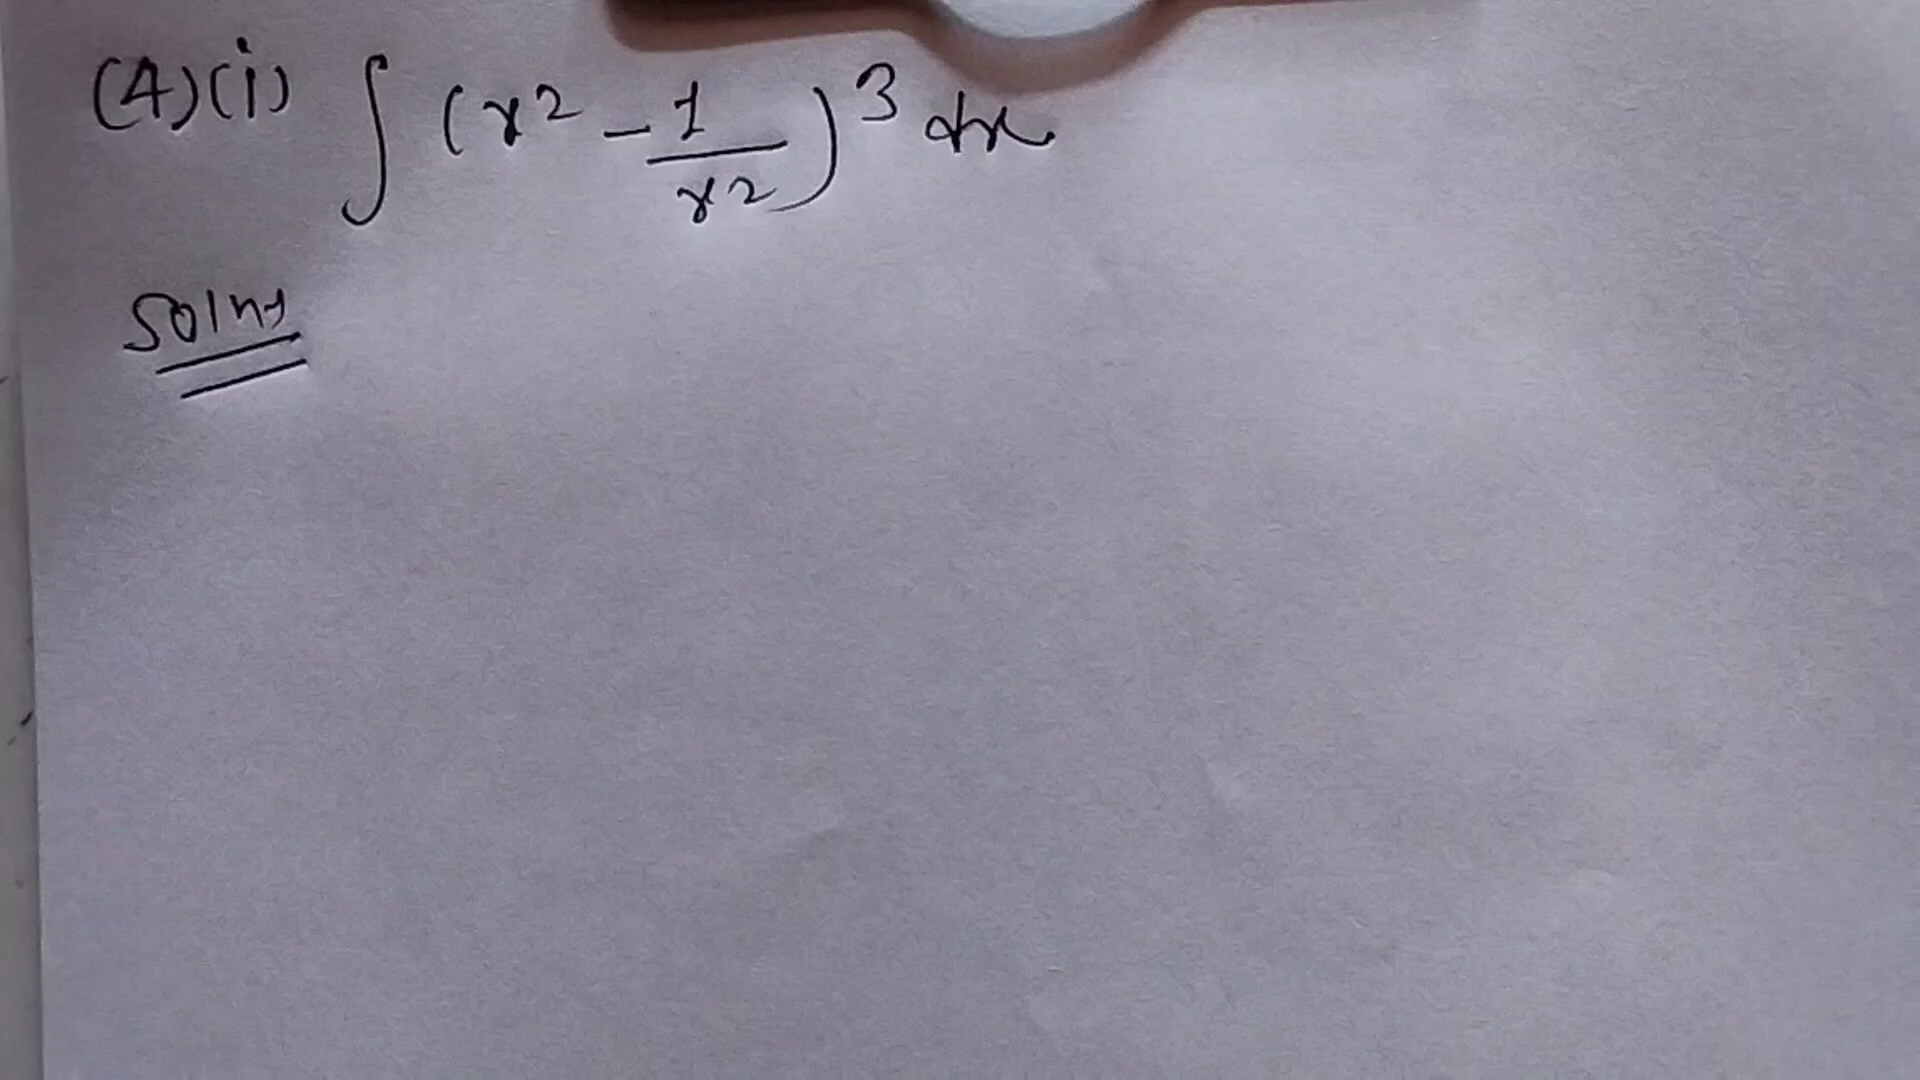 (4)(i) ∫ (x² - 1/x²)³ dx
Soln